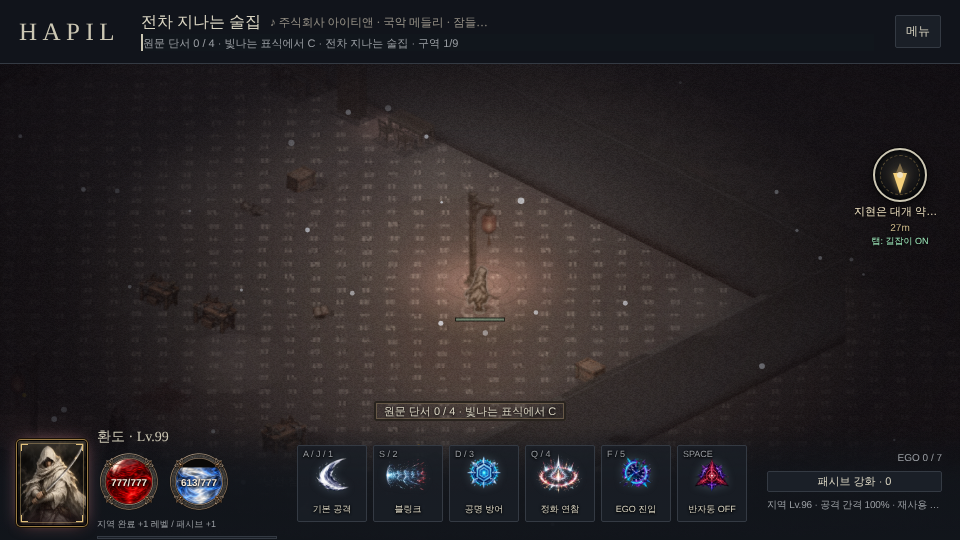 HAPIL
전차 지나는 술집 ♪ 주식회사 아이티앤 · 국악 메들리 · 잠들…
원문 단서 0 / 4 · 빛나는 표식에서 C · 전차 지나는 술집 · 구역 1/9
메뉴
지현은 대개 약…
27m
탭: 길잡이 ON
원문 단서 0 / 4 · 빛나는 표식에서 C
환도 · Lv.99
777/777
613/777
지역 완료 +1 레벨 / 패시브 +1
A / J / 1
기본 공격
S / 2
블링크
D / 3
공명 방어
Q / 4
정화 연참
F / 5
EGO 진입
SPACE
반자동 OFF
EGO 0 / 7
패시브 강화 · 0
지역 Lv.96 · 공격 간격 100% · 재사용 …